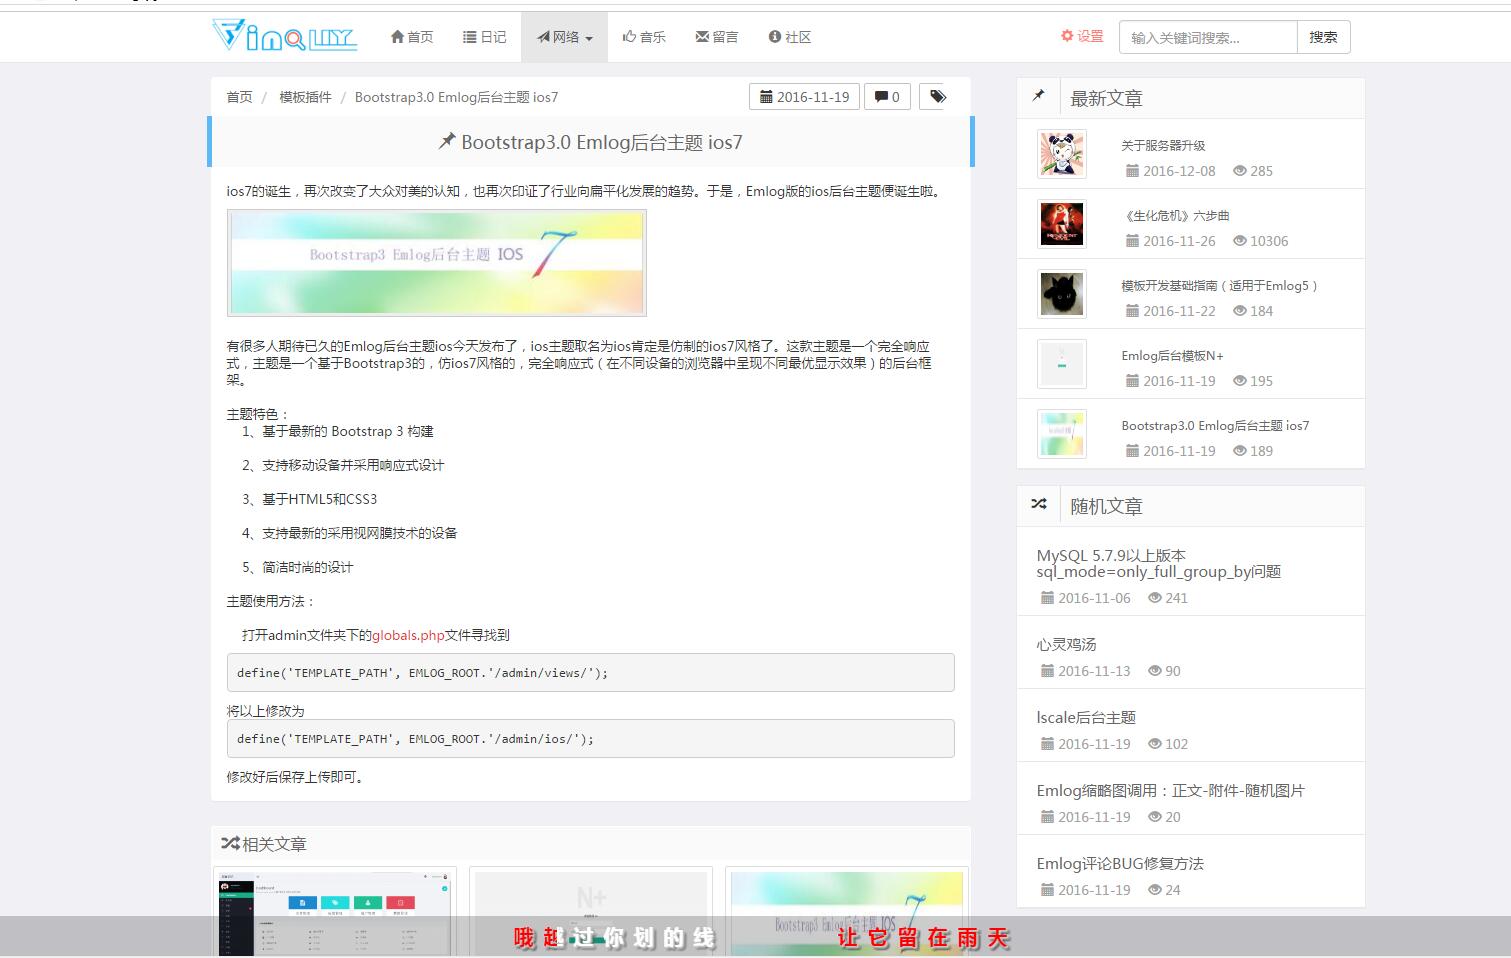 VinQUY
首页
日记
网络
音乐
留言
社区
设置
输入关键词搜索...
搜索
首页 / 模板插件 / Bootstrap3.0 Emlog后台主题 ios7
2016-11-19
0
Bootstrap3.0 Emlog后台主题 ios7
ios7的诞生，再次改变了大众对美的认知，也再次印证了行业向扁平化发展的趋势。于是，Emlog版的ios后台主题便诞生啦。
Bootstrap3 Emlog后台主题 IOS 7
有很多人期待已久的Emlog后台主题ios今天发布了，ios主题取名为ios肯定是仿制的ios7风格了。这款主题是一个完全响应
式，主题是一个基于Bootstrap3的，仿ios7风格的，完全响应式（在不同设备的浏览器中呈现不同最优显示效果）的后台框
架。
主题特色：
1、基于最新的 Bootstrap 3 构建
2、支持移动设备并采用响应式设计
3、基于HTML5和CSS3
4、支持最新的采用视网膜技术的设备
5、简洁时尚的设计
主题使用方法：
打开admin文件夹下的globals.php文件寻找到
define('TEMPLATE_PATH', EMLOG_ROOT.'/admin/views/');
将以上修改为
define('TEMPLATE_PATH', EMLOG_ROOT.'/admin/ios/');
修改好后保存上传即可。
相关文章
N+
Bootstrap3 Emlog后台主题 IOS 7
哦 越 过 你 划 的 线
让 它 留 在 雨 天
最新文章
关于服务器升级
2016-12-08 285
《生化危机》六步曲
2016-11-26 10306
模板开发基础指南（适用于Emlog5）
2016-11-22 184
Emlog后台模板N+
2016-11-19 195
Bootstrap3.0 Emlog后台主题 ios7
2016-11-19 189
随机文章
MySQL 5.7.9以上版本
sql_mode=only_full_group_by问题
2016-11-06 241
心灵鸡汤
2016-11-13 90
lscale后台主题
2016-11-19 102
Emlog缩略图调用：正文-附件-随机图片
2016-11-19 20
Emlog评论BUG修复方法
2016-11-19 24